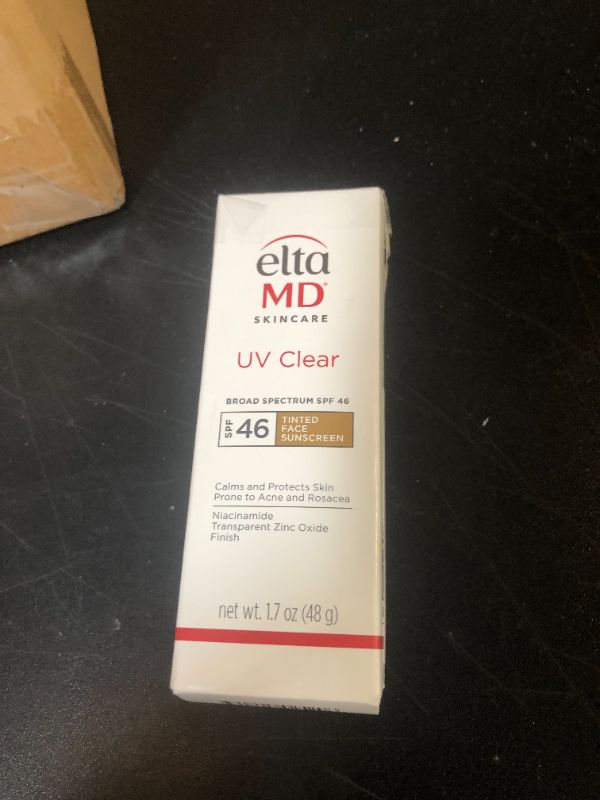 elta
MD
SKINCARE
UV Clear
BROAD SPECTRUM SPF 46
SPF 46 TINTED
FACE
SUNSCREEN
Calms and Protects Skin
Prone to Acne and Rosacea
Niacinamide
Transparent Zinc Oxide
Finish
net wt. 1.7 oz (48 g)